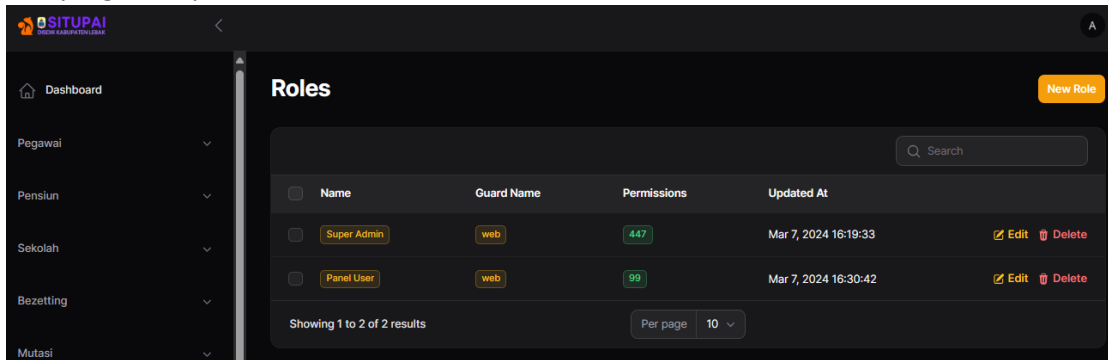 SITUPAI
DISDIK KABUPATEN LEBAK
A
Dashboard
Pegawai
Pensiun
Sekolah
Bezetting
Mutasi
Roles
New Role
Search
Name Guard Name Permissions Updated At
Super Admin web 447 Mar 7, 2024 16:19:33 Edit Delete
Panel User web 99 Mar 7, 2024 16:30:42 Edit Delete
Showing 1 to 2 of 2 results Per page 10